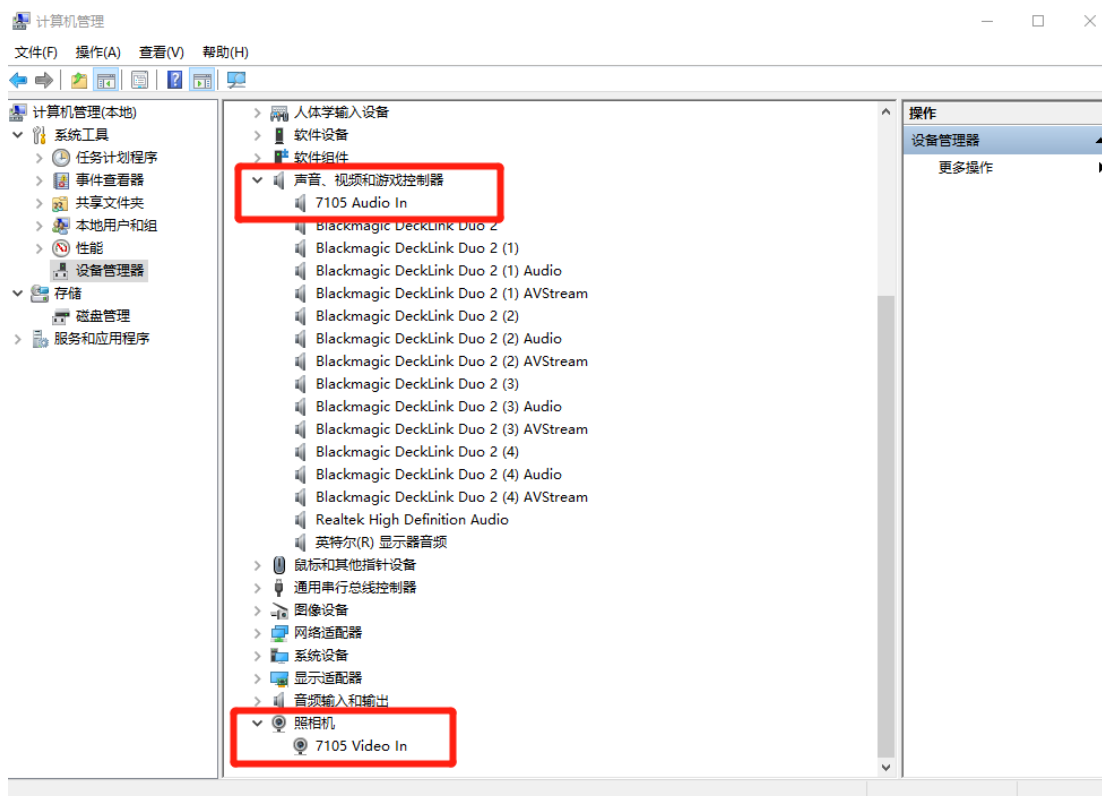 计算机管理
文件(F) 操作(A) 查看(V) 帮助(H)
计算机管理(本地)
系统工具
任务计划程序
事件查看器
共享文件夹
本地用户和组
性能
设备管理器
存储
磁盘管理
服务和应用程序
人体学输入设备
软件设备
软件组件
声音、视频和游戏控制器
7105 Audio In
Blackmagic DeckLink Duo 2
Blackmagic DeckLink Duo 2 (1)
Blackmagic DeckLink Duo 2 (1) Audio
Blackmagic DeckLink Duo 2 (1) AVStream
Blackmagic DeckLink Duo 2 (2)
Blackmagic DeckLink Duo 2 (2) Audio
Blackmagic DeckLink Duo 2 (2) AVStream
Blackmagic DeckLink Duo 2 (3)
Blackmagic DeckLink Duo 2 (3) Audio
Blackmagic DeckLink Duo 2 (3) AVStream
Blackmagic DeckLink Duo 2 (4)
Blackmagic DeckLink Duo 2 (4) Audio
Blackmagic DeckLink Duo 2 (4) AVStream
Realtek High Definition Audio
英特尔(R) 显示器音频
鼠标和其他指针设备
通用串行总线控制器
图像设备
网络适配器
系统设备
显示适配器
音频输入和输出
照相机
7105 Video In
操作
设备管理器
更多操作